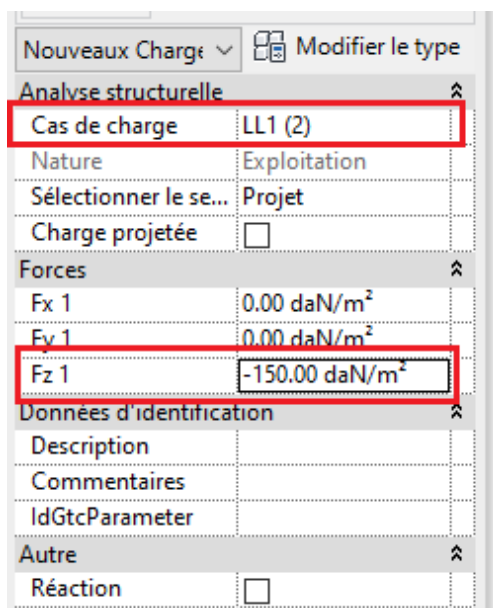 Nouveaux Charge Modifier le type
Analyse structurelle
Cas de charge LL1 (2)
Nature Exploitation
Sélectionner le se... Projet
Charge projetée
Forces
Fx 1 0.00 daN/m²
Fy 1 0.00 daN/m²
Fz 1 -150.00 daN/m²
Données d'identification
Description
Commentaires
IdGtcParameter
Autre
Réaction